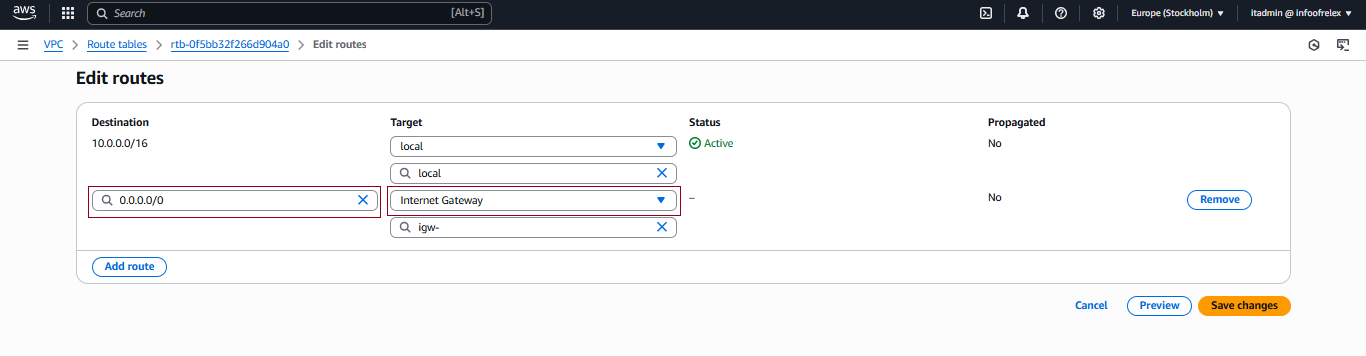 aws Search [Alt+S] Europe (Stockholm) itadmin @ infoofrelex
VPC > Route tables > rtb-0f5bb32f266d904a0 > Edit routes
Edit routes
Destination Target Status Propagated
10.0.0.0/16 local Active No
local
0.0.0.0/0 Internet Gateway – No Remove
igw-
Add route
Cancel Preview Save changes